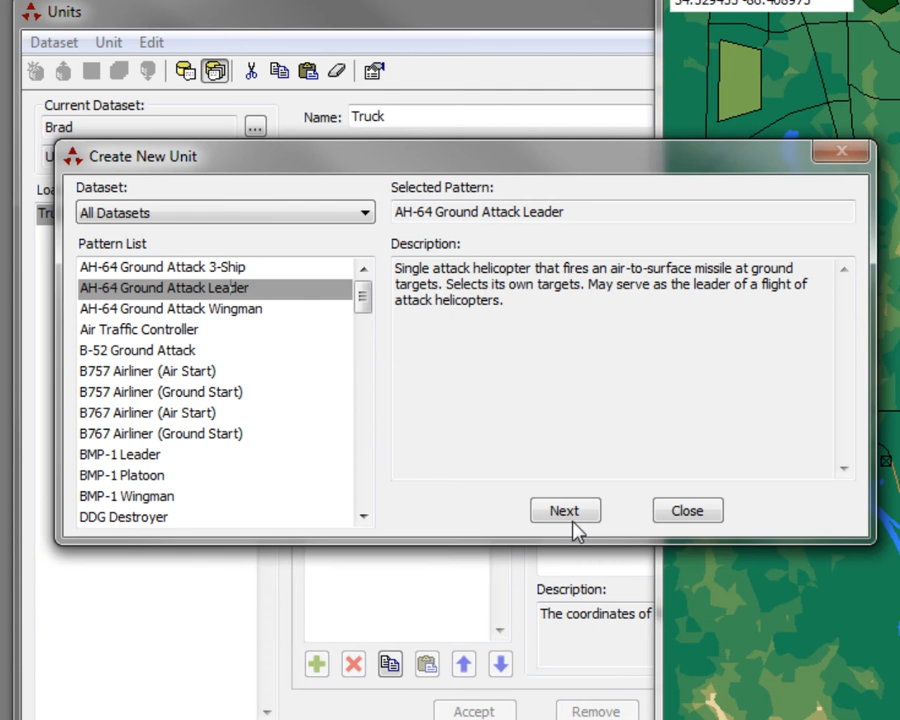 Units
34.329433 -86.408973
Dataset Unit Edit
Current Dataset:
Brad
...
Name: Truck
Create New Unit
Dataset:
All Datasets
Pattern List
AH-64 Ground Attack 3-Ship
AH-64 Ground Attack Leader
AH-64 Ground Attack Wingman
Air Traffic Controller
B-52 Ground Attack
B757 Airliner (Air Start)
B757 Airliner (Ground Start)
B767 Airliner (Air Start)
B767 Airliner (Ground Start)
BMP-1 Leader
BMP-1 Platoon
BMP-1 Wingman
DDG Destroyer
Selected Pattern:
AH-64 Ground Attack Leader
Description:
Single attack helicopter that fires an air-to-surface missile at ground
targets. Selects its own targets. May serve as the leader of a flight of
attack helicopters.
Next
Close
Description:
The coordinates of
Accept
Remove